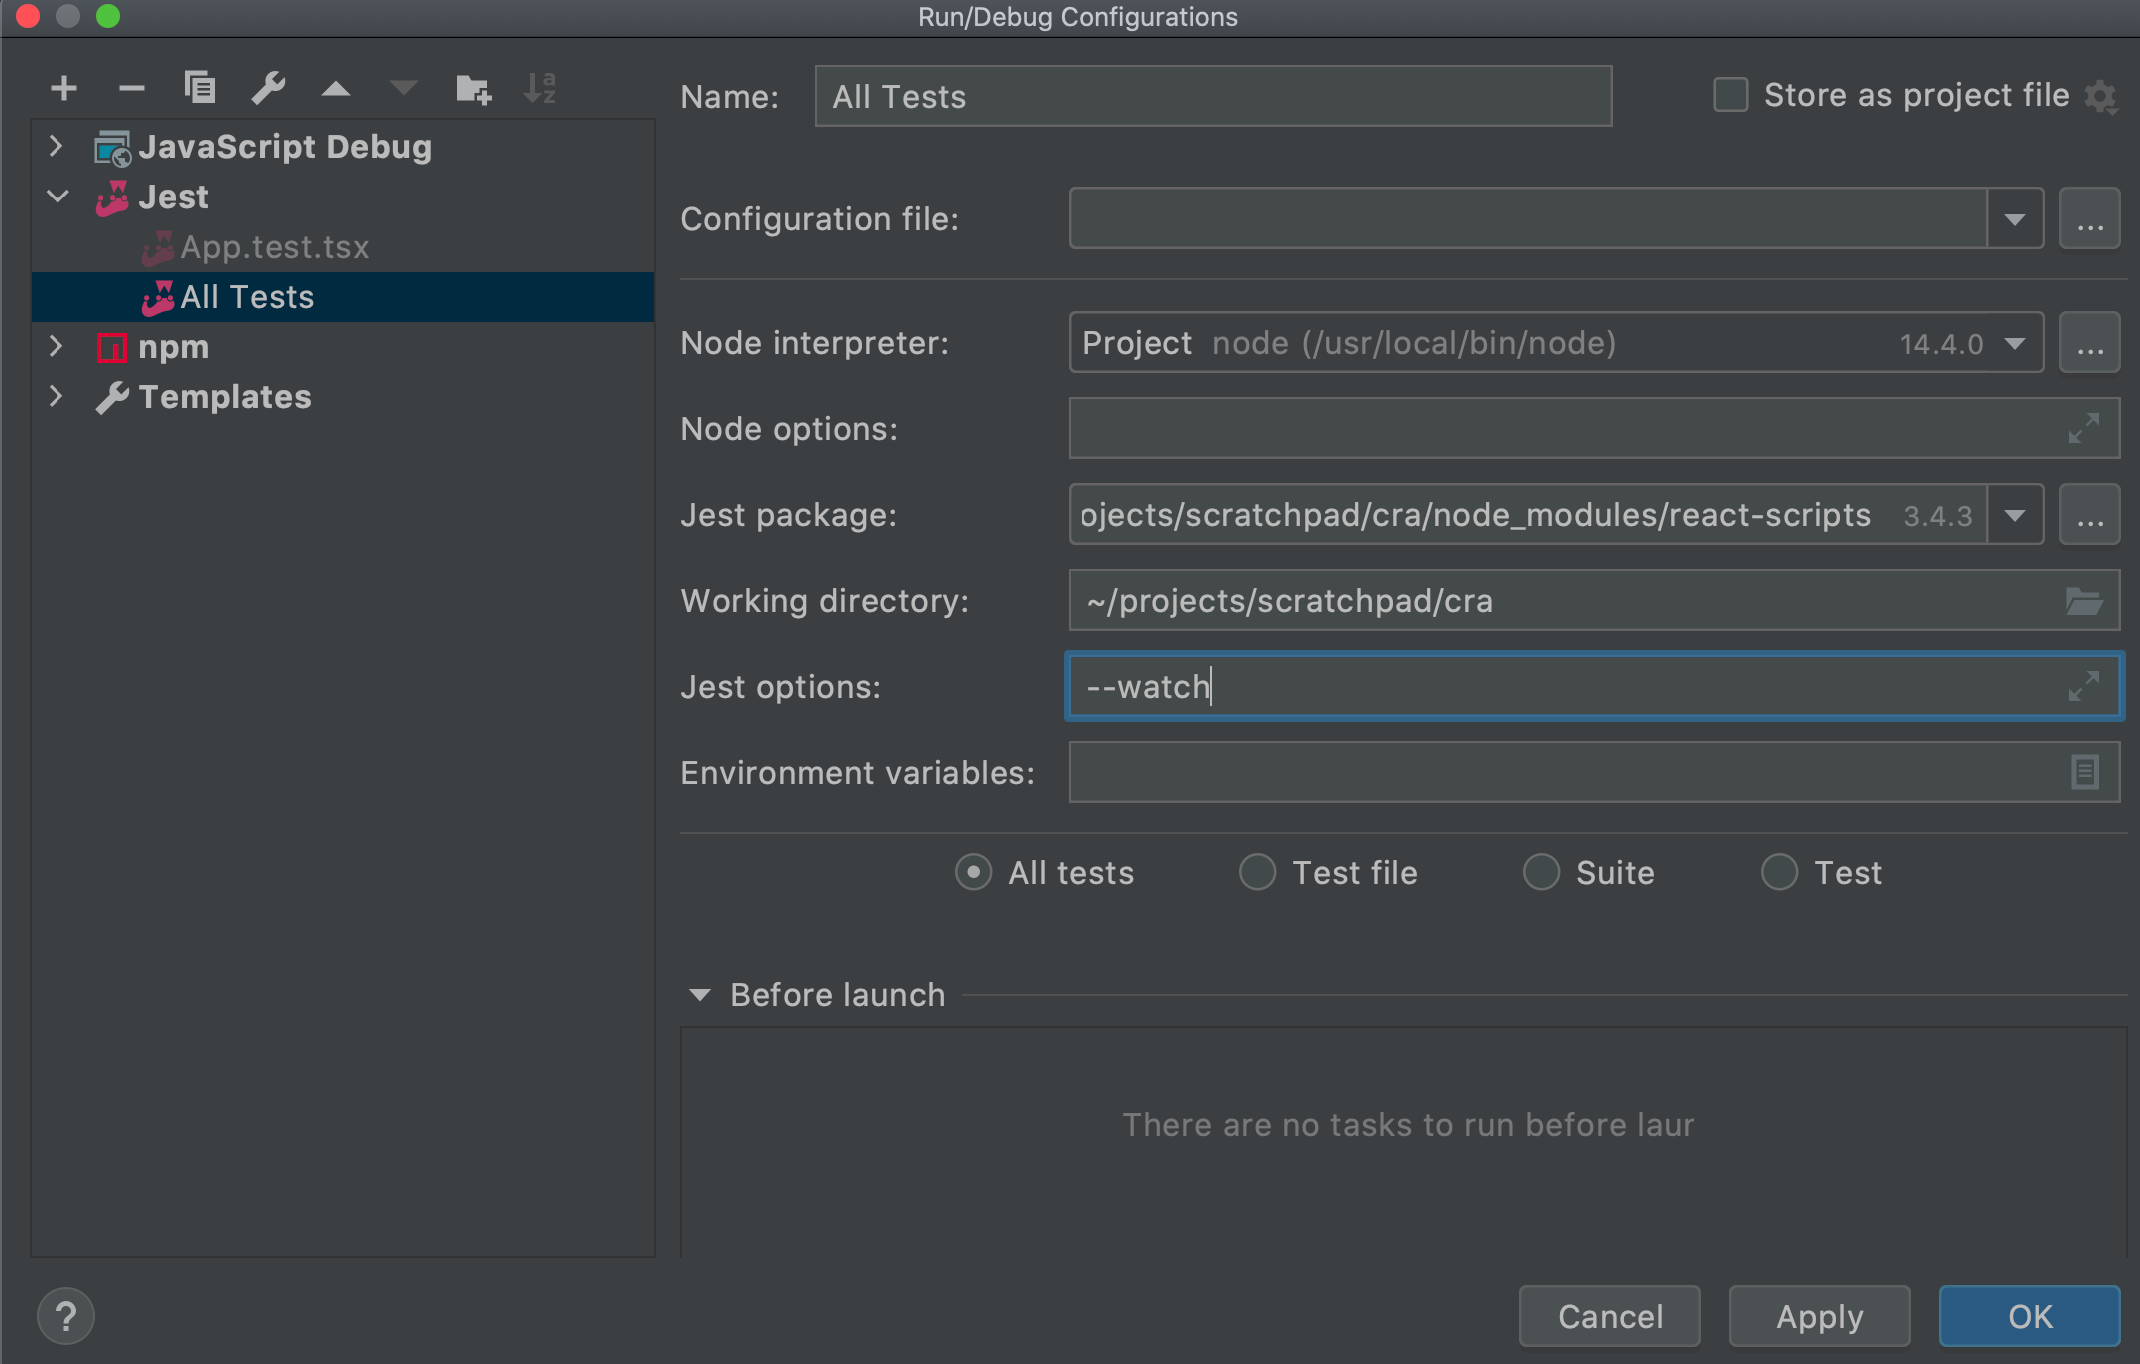 Run/Debug Configurations
Name: All Tests Store as project file
JavaScript Debug
Jest
App.test.tsx
All Tests
npm
Templates
Configuration file: ...
Node interpreter: Project node (/usr/local/bin/node) 14.4.0 ...
Node options:
Jest package: ojects/scratchpad/cra/node_modules/react-scripts 3.4.3 ...
Working directory: ~/projects/scratchpad/cra
Jest options: --watch
Environment variables:
All tests Test file Suite Test
Before launch
There are no tasks to run before laur
? Cancel Apply OK